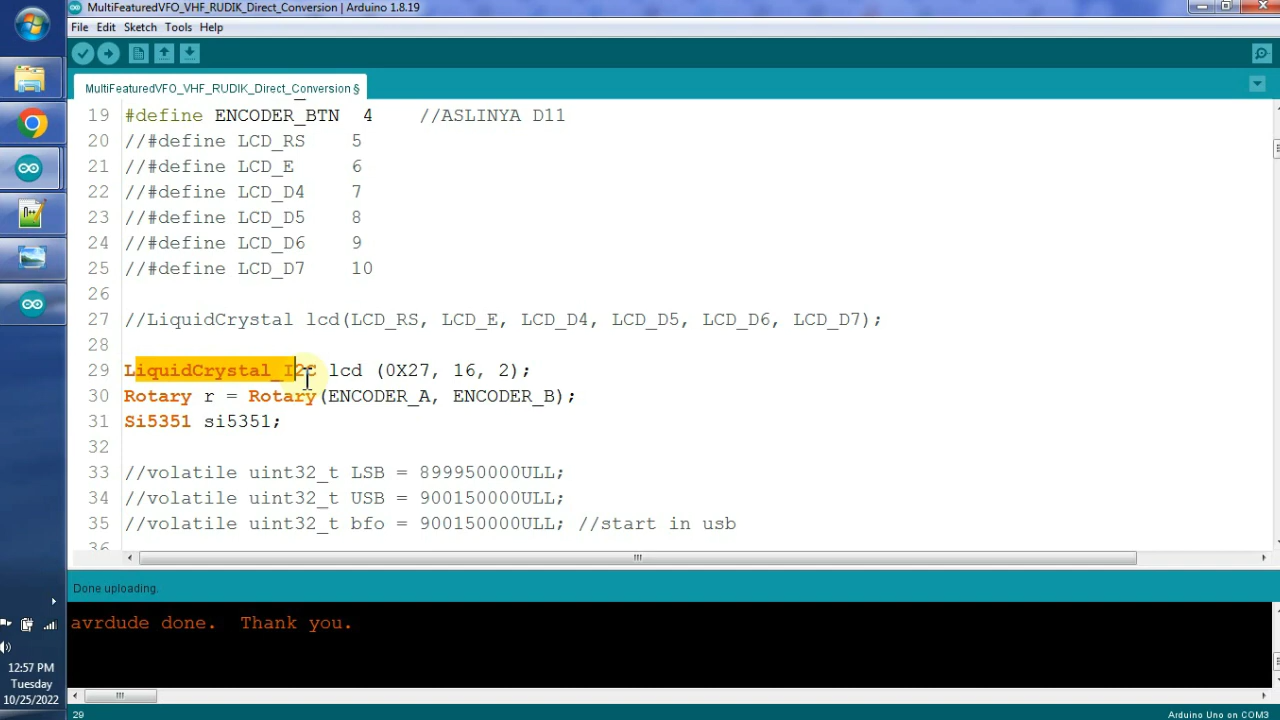 MultiFeaturedVFO_VHF_RUDIK_Direct_Conversion | Arduino 1.8.19
File Edit Sketch Tools Help
MultiFeaturedVFO_VHF_RUDIK_Direct_Conversion §
19 #define ENCODER_BTN 4 //ASLINYA D11
20 //#define LCD_RS 5
21 //#define LCD_E 6
22 //#define LCD_D4 7
23 //#define LCD_D5 8
24 //#define LCD_D6 9
25 //#define LCD_D7 10
26
27 //LiquidCrystal lcd(LCD_RS, LCD_E, LCD_D4, LCD_D5, LCD_D6, LCD_D7);
28
29 LiquidCrystal_I2C lcd (0X27, 16, 2);
30 Rotary r = Rotary(ENCODER_A, ENCODER_B);
31 Si5351 si5351;
32
33 //volatile uint32_t LSB = 899950000ULL;
34 //volatile uint32_t USB = 900150000ULL;
35 //volatile uint32_t bfo = 900150000ULL; //start in usb
36
Done uploading.
avrdude done. Thank you.
12:57 PM
Tuesday
10/25/2022
29
Arduino Uno on COM3